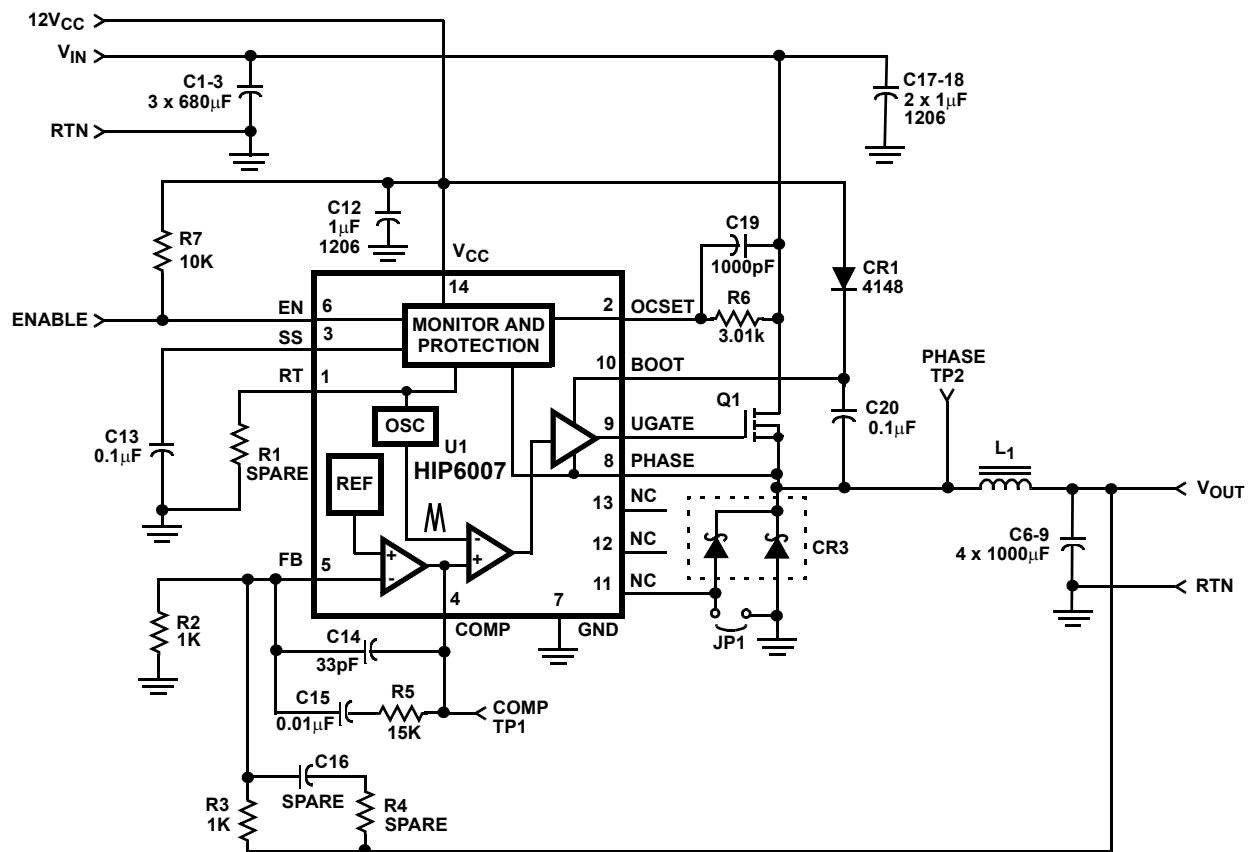 12VCC
VIN
C1-3
3 x 680µF
RTN
C17-18
2 x 1µF
1206
C12
1µF
1206
R7
10K
VCC
14
C19
1000pF
CR1
4148
ENABLE
EN
6
2
OCSET
R6
3.01k
MONITOR AND
PROTECTION
SS
3
10
BOOT
PHASE
TP2
RT
1
Q1
C20
0.1µF
OSC
9
UGATE
C13
0.1µF
R1
SPARE
U1
HIP6007
8
PHASE
L1
REF
13
NC
VOUT
12
NC
CR3
C6-9
4 x 1000µF
+
-
-
+
FB
5
11
NC
RTN
4
COMP
7
GND
JP1
R2
1K
C14
33pF
C15
0.01µF
R5
15K
COMP
TP1
C16
SPARE
R3
1K
R4
SPARE